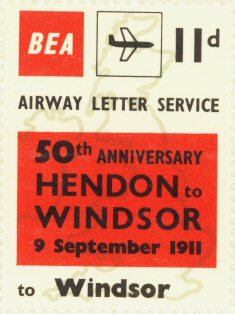 BEA 11d
AIRWAY LETTER SERVICE
50th ANNIVERSARY
HENDON to
WINDSOR
9 September 1911
to Windsor